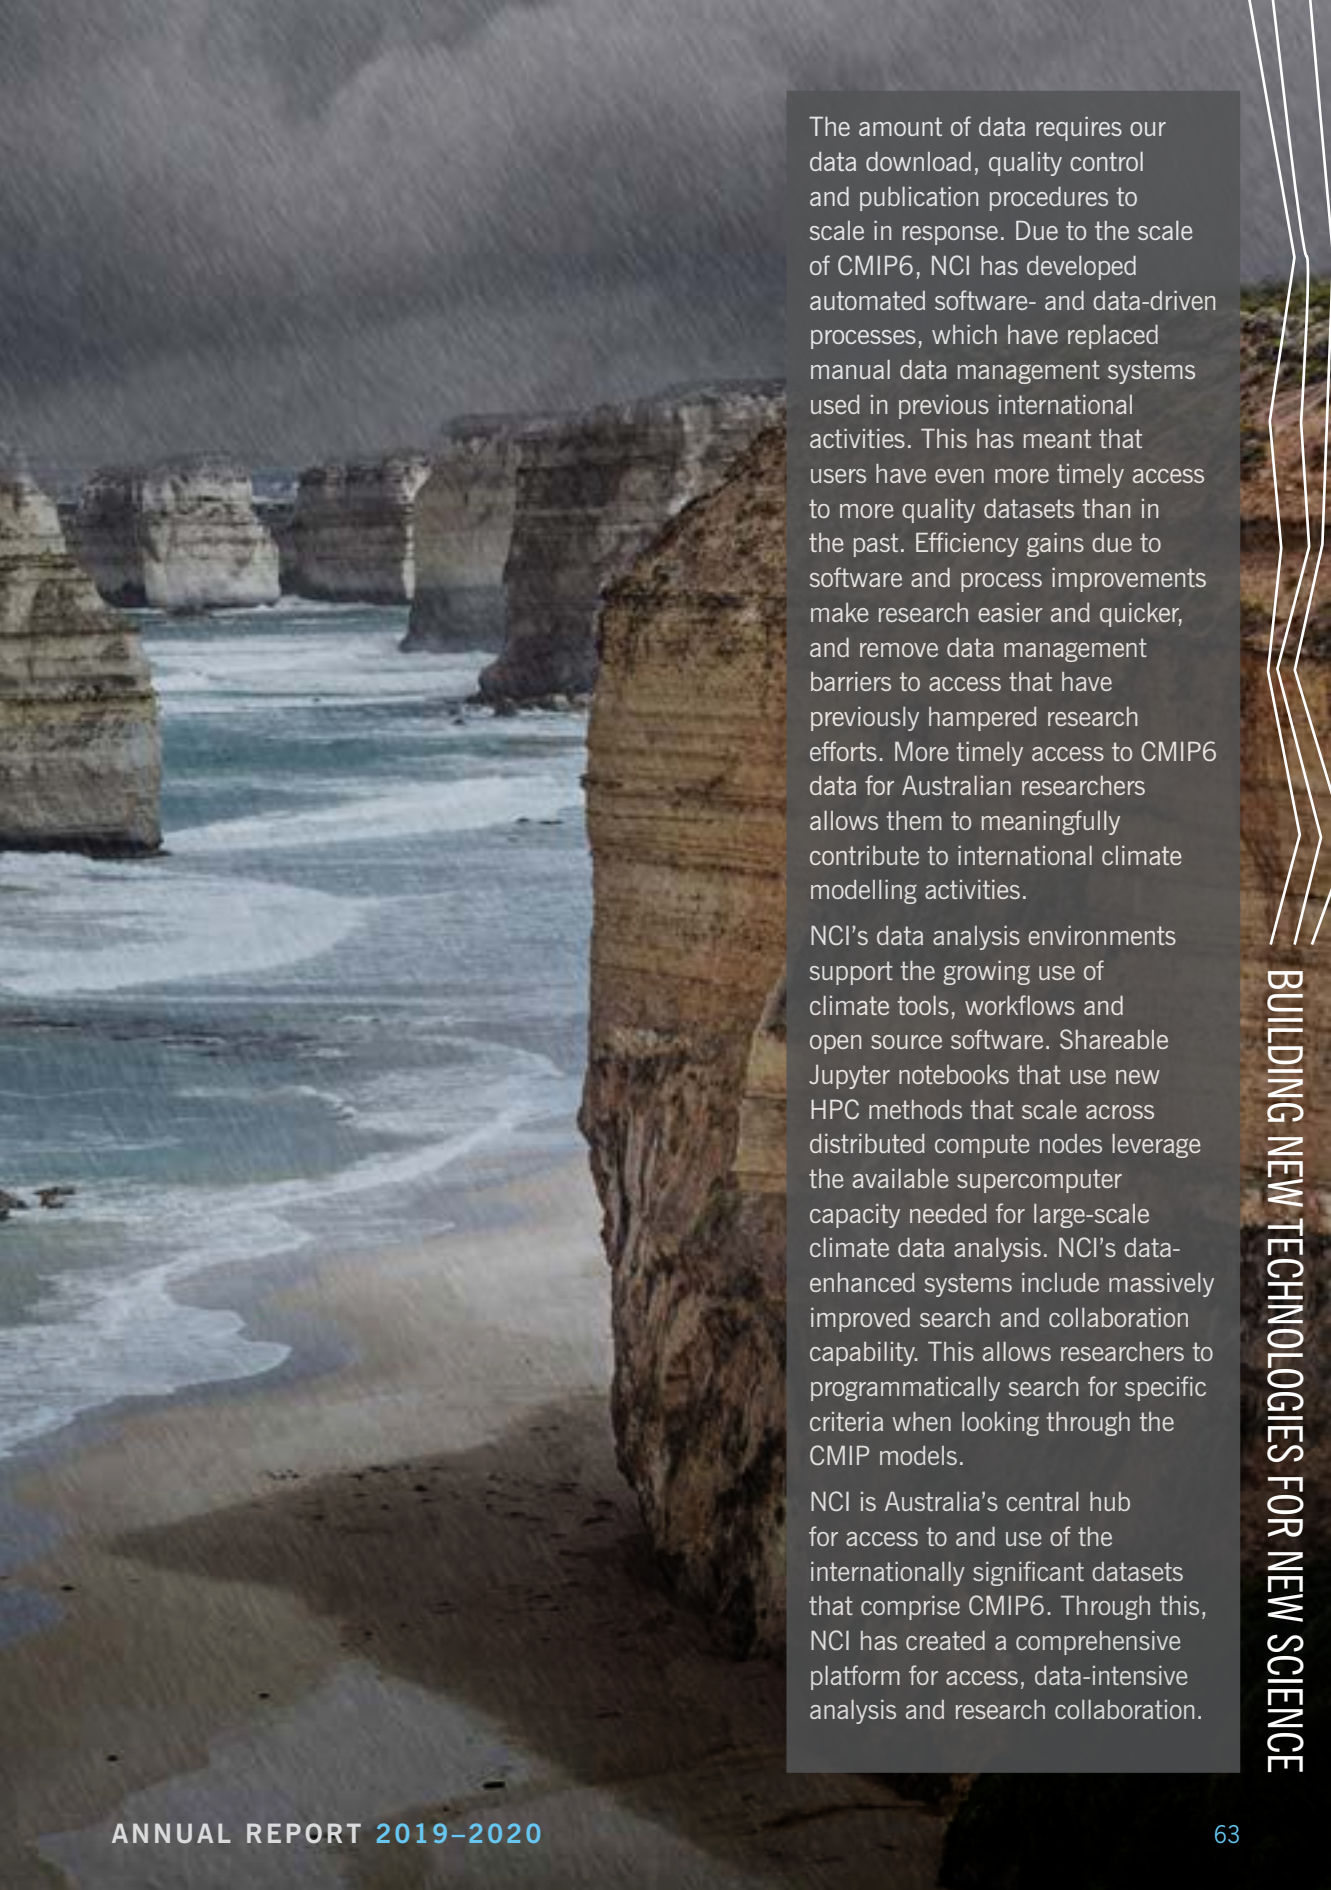 The amount of data requires our
data download, quality control
and publication procedures to
scale in response. Due to the scale
of CMIP6, NCI has developed
automated software- and data-driven
processes, which have replaced
manual data management systems
used in previous international
activities. This has meant that
users have even more timely access
to more quality datasets than in
the past. Efficiency gains due to
software and process improvements
make research easier and quicker,
and remove data management
barriers to access that have
previously hampered research
efforts. More timely access to CMIP6
data for Australian researchers
allows them to meaningfully
contribute to international climate
modelling activities.
NCI’s data analysis environments
support the growing use of
climate tools, workflows and
open source software. Shareable
Jupyter notebooks that use new
HPC methods that scale across
distributed compute nodes leverage
the available supercomputer
capacity needed for large-scale
climate data analysis. NCI’s data-
enhanced systems include massively
improved search and collaboration
capability. This allows researchers to
programmatically search for specific
criteria when looking through the
CMIP models.
NCI is Australia’s central hub
for access to and use of the
internationally significant datasets
that comprise CMIP6. Through this,
NCI has created a comprehensive
platform for access, data-intensive
analysis and research collaboration.
BUILDING NEW TECHNOLOGIES FOR NEW SCIENCE
ANNUAL REPORT 2019–2020
63